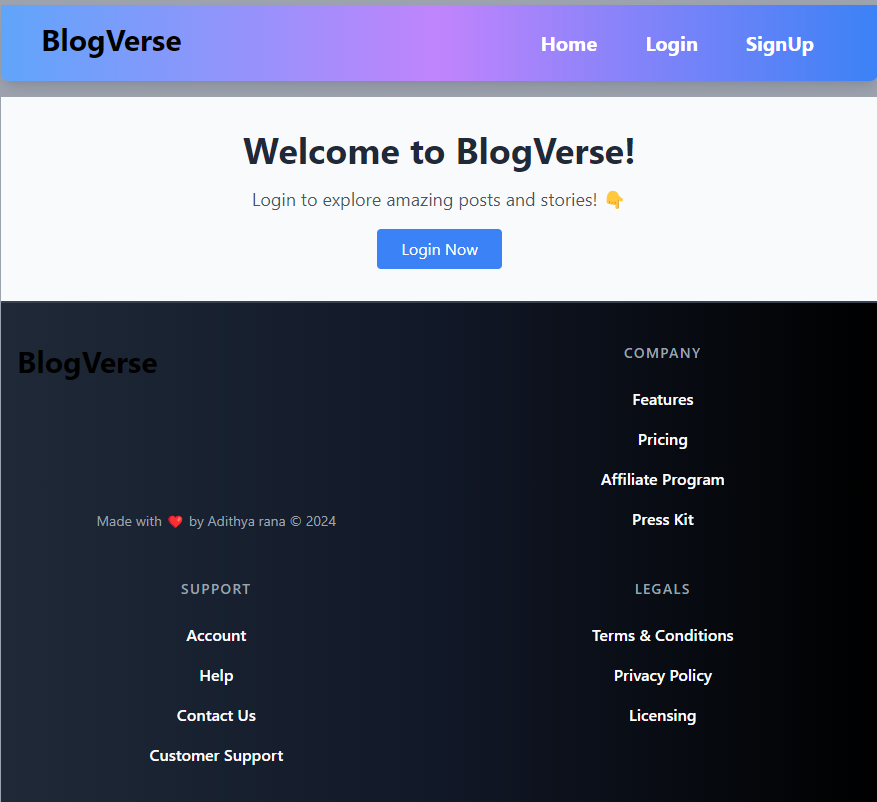 BlogVerse
Home
Login
SignUp
Welcome to BlogVerse!
Login to explore amazing posts and stories! 👇
Login Now
BlogVerse
Made with ❤️ by Adithya rana © 2024
COMPANY
Features
Pricing
Affiliate Program
Press Kit
SUPPORT
Account
Help
Contact Us
Customer Support
LEGALS
Terms & Conditions
Privacy Policy
Licensing